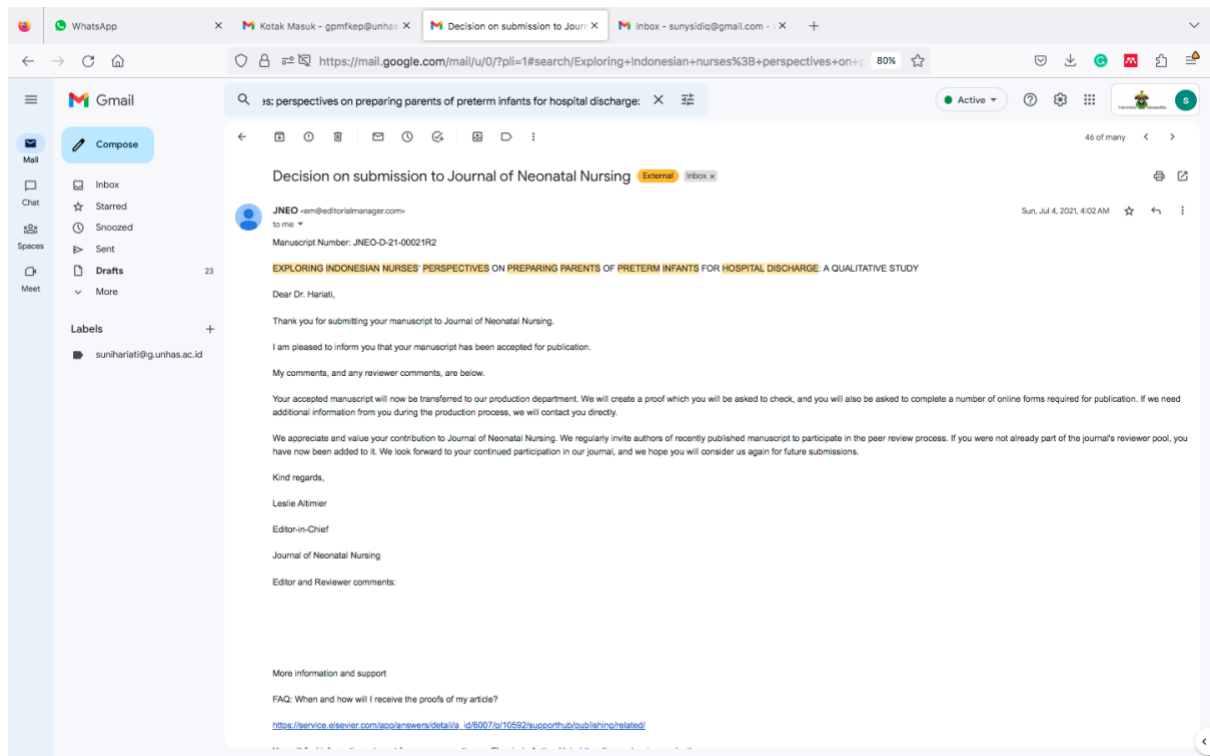 WhatsApp
Kotak Masuk - gpmfkep@unhas
Decision on submission to Journ
Inbox - sunysidiq@gmail.com -
https://mail.google.com/mail/u/0/?pli=1#search/Exploring+Indonesian+nurses%3B+perspectives+on+p
80%
Gmail
es; perspectives on preparing parents of preterm infants for hospital discharge:
Active
S
Mail
Chat
Spaces
Meet
Compose
Inbox
Starred
Snoozed
Sent
Drafts 23
More
Labels
sunihariati@g.unhas.ac.id
46 of many
Decision on submission to Journal of Neonatal Nursing External Inbox x
JNEO <em@editorialmanager.com> Sun, Jul 4, 2021, 4:02 AM
to me
Manuscript Number: JNEO-D-21-00021R2
EXPLORING INDONESIAN NURSES' PERSPECTIVES ON PREPARING PARENTS OF PRETERM INFANTS FOR HOSPITAL DISCHARGE: A QUALITATIVE STUDY
Dear Dr. Hariati,
Thank you for submitting your manuscript to Journal of Neonatal Nursing.
I am pleased to inform you that your manuscript has been accepted for publication.
My comments, and any reviewer comments, are below.
Your accepted manuscript will now be transferred to our production department. We will create a proof which you will be asked to check, and you will also be asked to complete a number of online forms required for publication. If we need
additional information from you during the production process, we will contact you directly.
We appreciate and value your contribution to Journal of Neonatal Nursing. We regularly invite authors of recently published manuscript to participate in the peer review process. If you were not already part of the journal's reviewer pool, you
have now been added to it. We look forward to your continued participation in our journal, and we hope you will consider us again for future submissions.
Kind regards,
Leslie Altimier
Editor-in-Chief
Journal of Neonatal Nursing
Editor and Reviewer comments:
More information and support
FAQ: When and how will I receive the proofs of my article?
https://service.elsevier.com/app/answers/detail/a_id/6007/p/10592/supporthub/publishing/related/